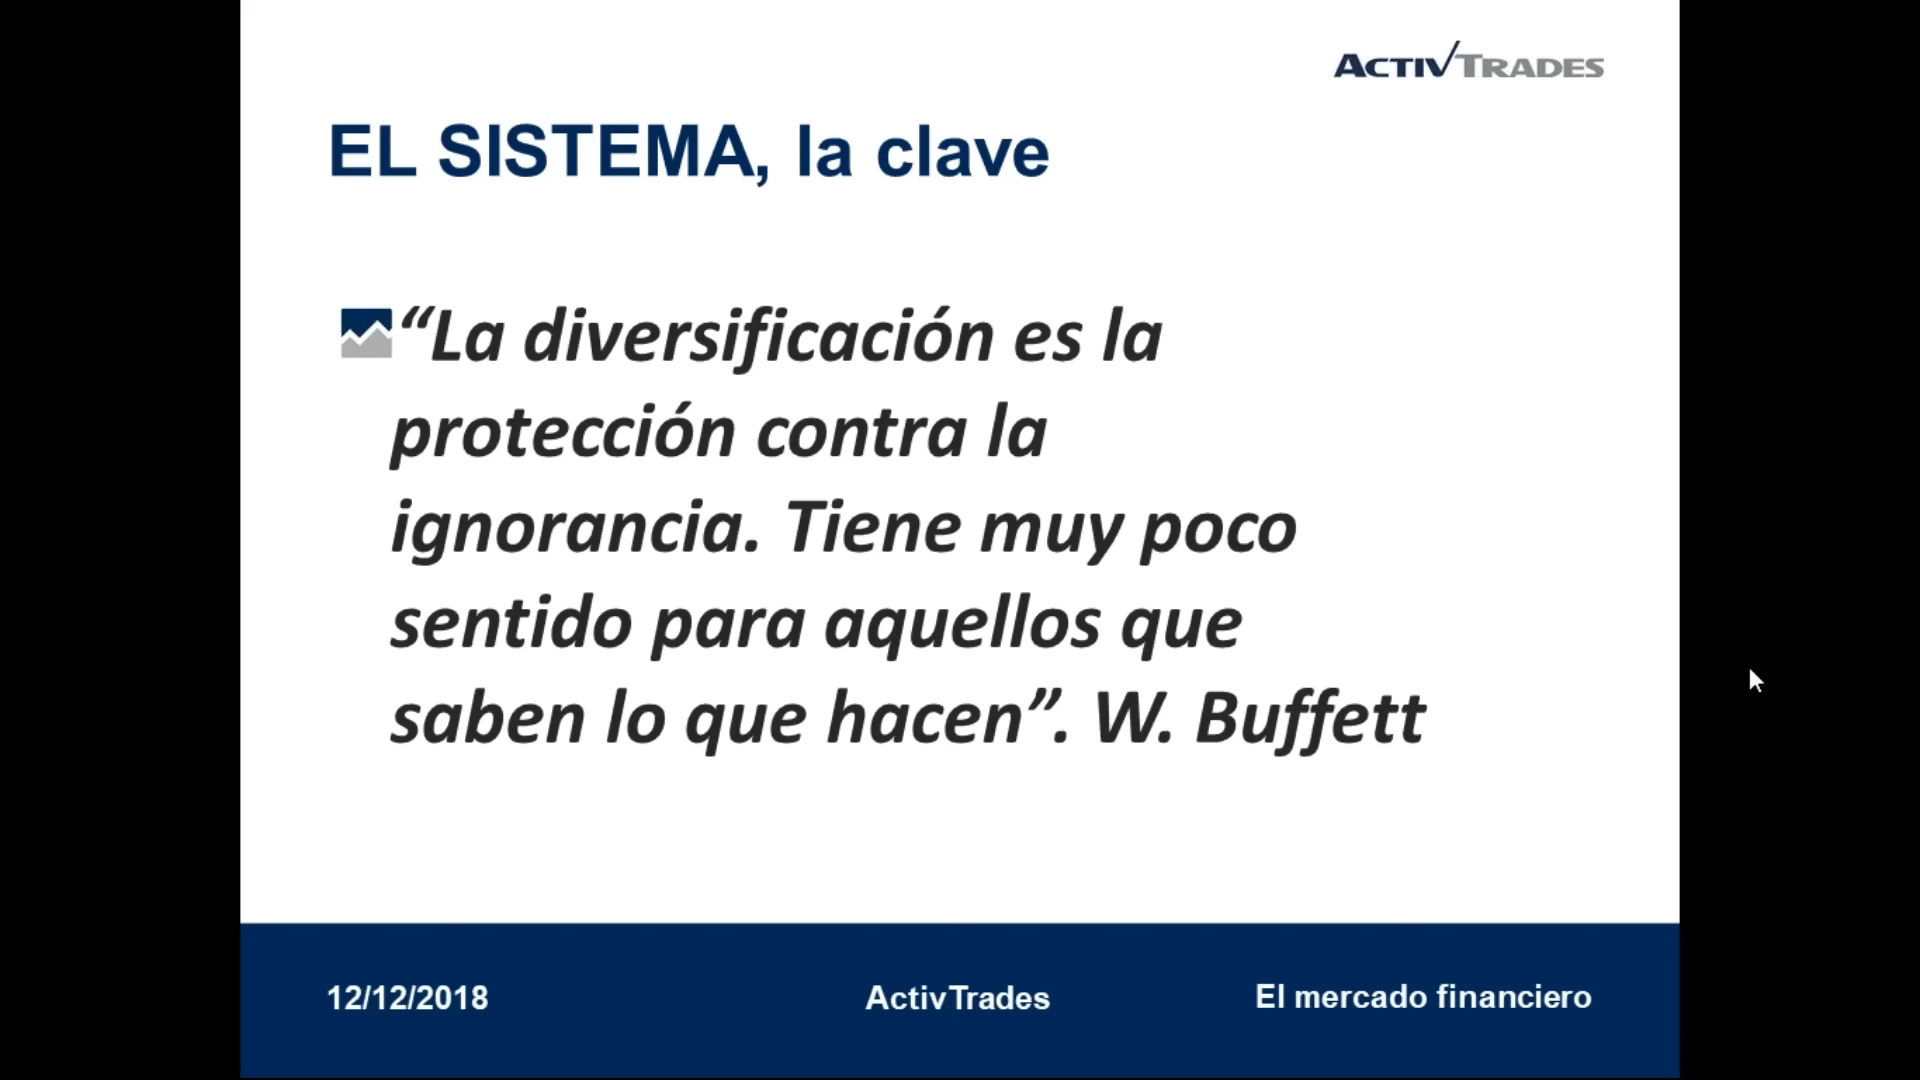 ACTIVTRADES
EL SISTEMA, la clave
“La diversificación es la
protección contra la
ignorancia. Tiene muy poco
sentido para aquellos que
saben lo que hacen”. W. Buffett
12/12/2018
ActivTrades
El mercado financiero